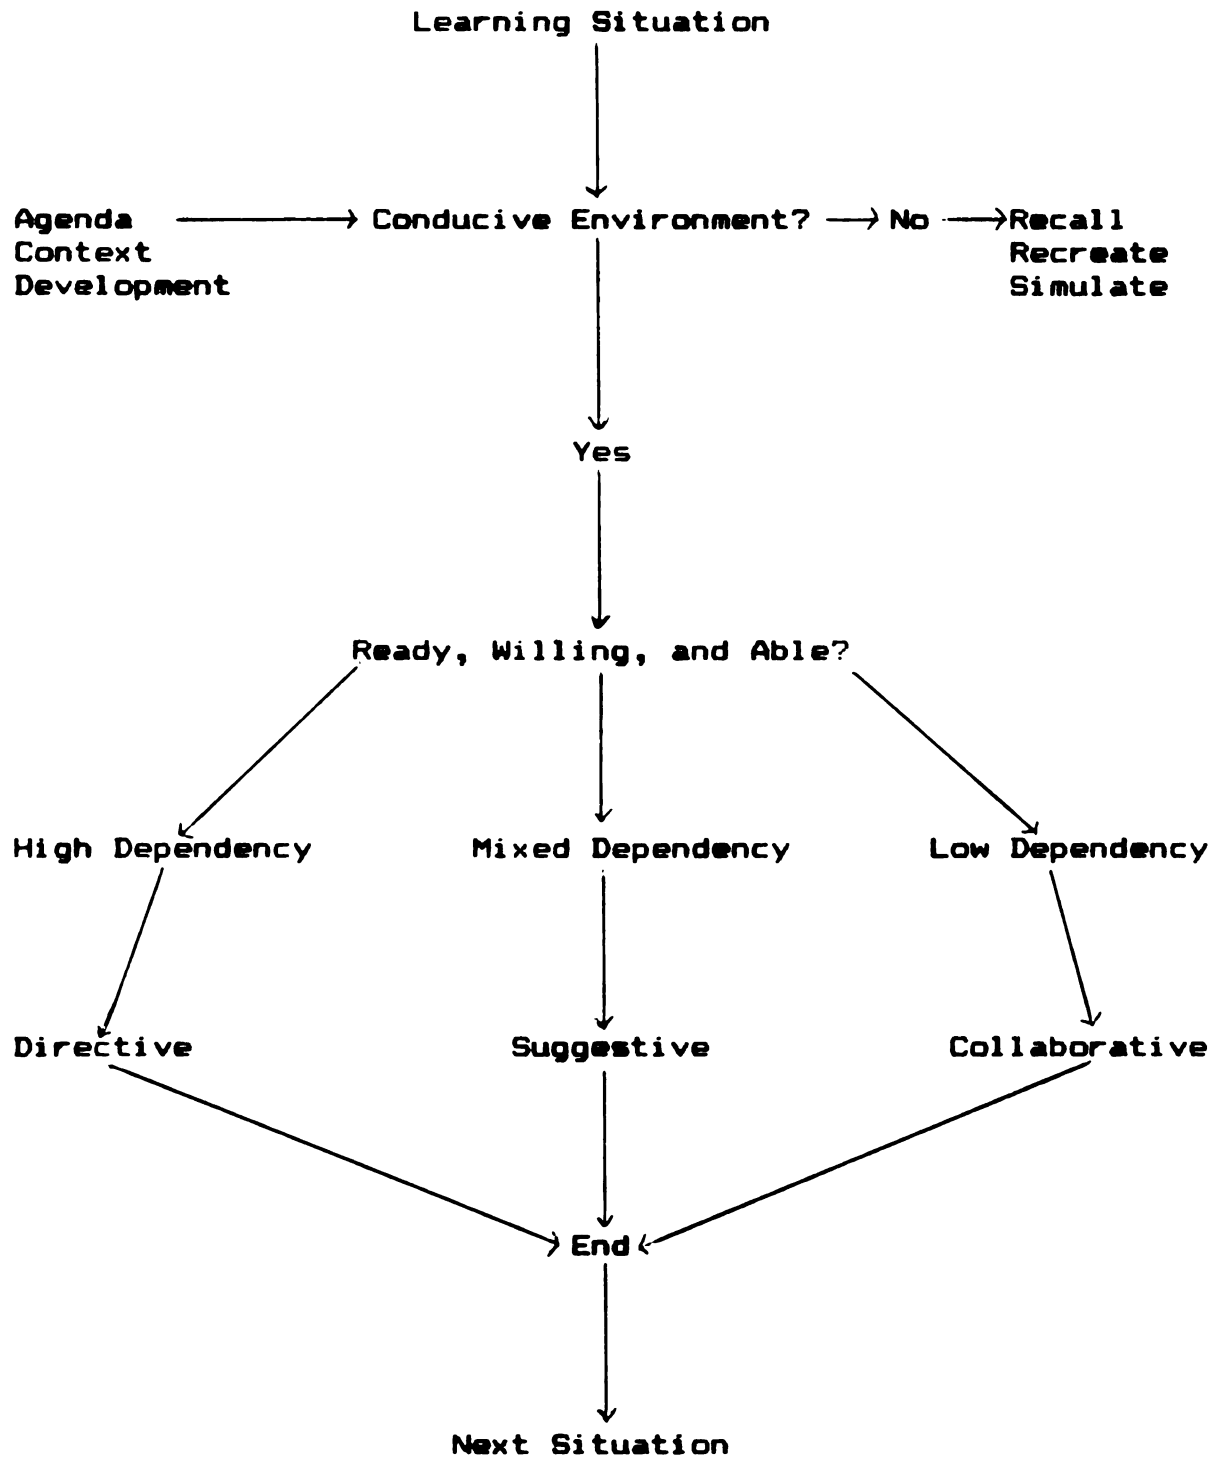 Learning Situation
Agenda
Context
Development
Conducive Environment?
No
Recall
Recreate
Simulate
Yes
Ready, Willing, and Able?
High Dependency
Mixed Dependency
Low Dependency
Directive
Suggestive
Collaborative
End
Next Situation